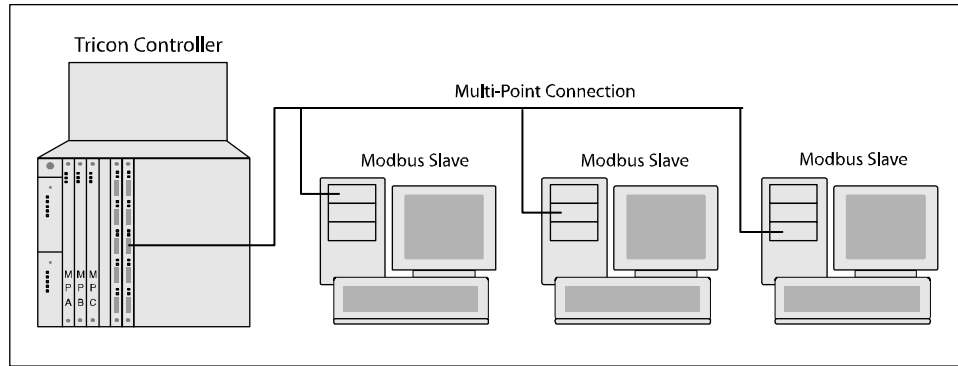 Tricon Controller
Multi-Point Connection
Modbus Slave
Modbus Slave
Modbus Slave
M P A
M P B
M P C